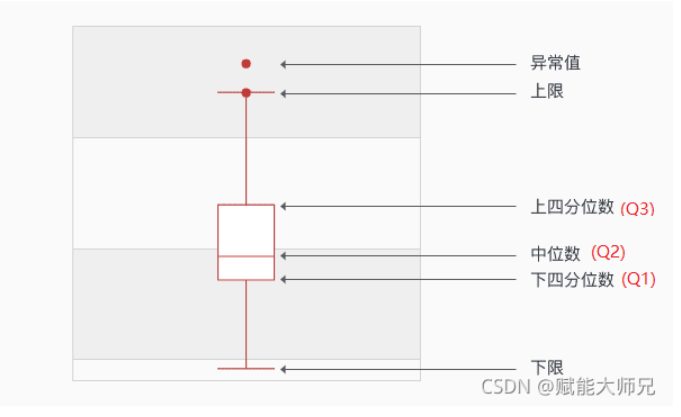 异常值
上限
上四分位数 (Q3)
中位数 (Q2)
下四分位数 (Q1)
下限
CSDN @赋能大师兄